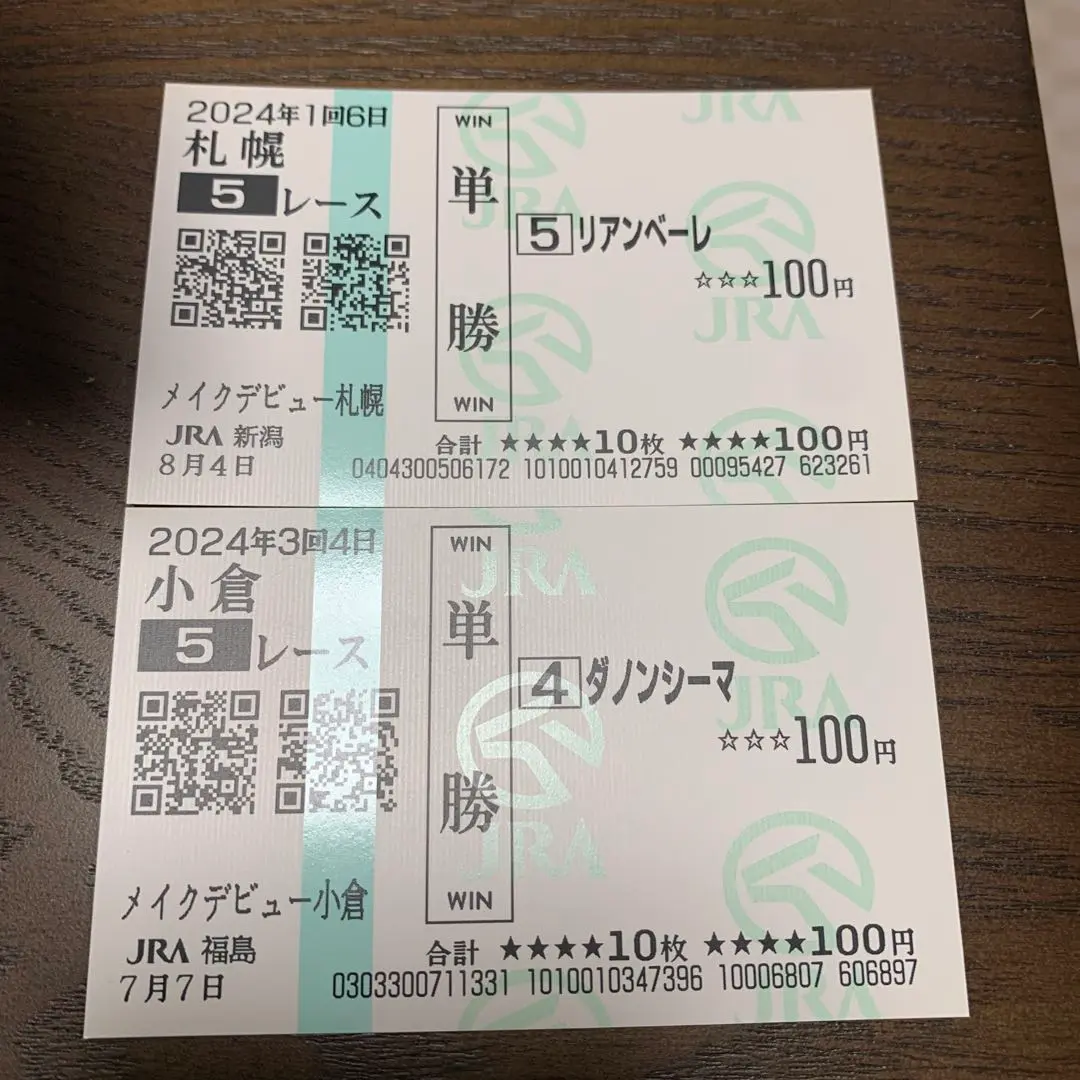 2024年1回6日
札幌
5レース
WIN
単勝
WIN
5 リアンベーレ
☆☆☆100円
メイクデビュー札幌
JRA 新潟
8月4日
合計 ★★★★10枚 ★★★★100円
0404300506172 1010010412759 00095427 623261
JRA
JRA
JRA
2024年3回4日
小倉
5レース
WIN
単勝
WIN
4 ダノンシーマ
☆☆☆100円
メイクデビュー小倉
JRA 福島
7月7日
合計 ★★★★10枚 ★★★★100円
0303300711331 1010010347396 10006807 606897
JRA
JRA
JRA